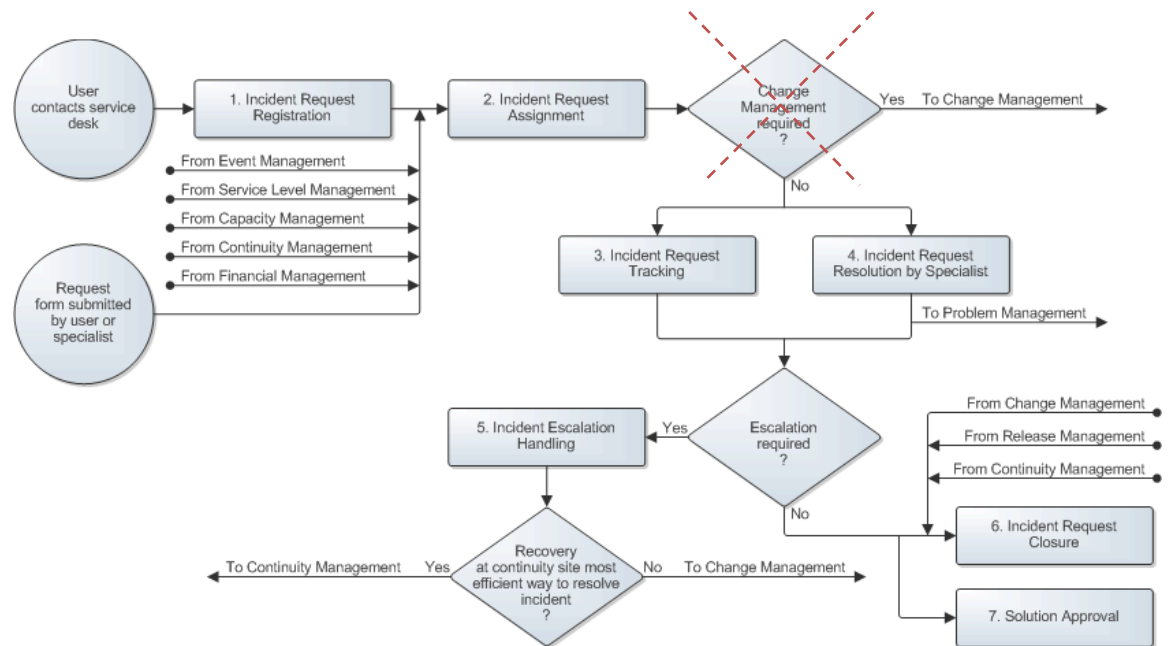 User
contacts service
desk
1. Incident Request
Registration
2. Incident Request
Assignment
Change
Management
required
?
Yes
To Change Management
From Event Management
From Service Level Management
From Capacity Management
From Continuity Management
From Financial Management
No
Request
form submitted
by user or
specialist
3. Incident Request
Tracking
4. Incident Request
Resolution by Specialist
To Problem Management
5. Incident Escalation
Handling
Yes
Escalation
required
?
From Change Management
From Release Management
From Continuity Management
No
6. Incident Request
Closure
To Continuity Management
Yes
Recovery
at continuity site most
efficient way to resolve
incident
?
No
To Change Management
7. Solution Approval